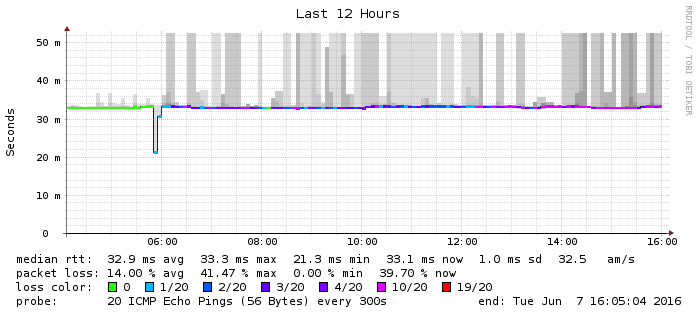 Last 12 Hours
RRDTOOL / TOBI OETIKER
Seconds
50 m
40 m
30 m
20 m
10 m
0
06:00 08:00 10:00 12:00 14:00 16:00
median rtt: 32.9 ms avg 33.3 ms max 21.3 ms min 33.1 ms now 1.0 ms sd 32.5 am/s
packet loss: 14.00 % avg 41.47 % max 0.00 % min 39.70 % now
loss color: 0 1/20 2/20 3/20 4/20 10/20 19/20
probe: 20 ICMP Echo Pings (56 Bytes) every 300s end: Tue Jun 7 16:05:04 2016